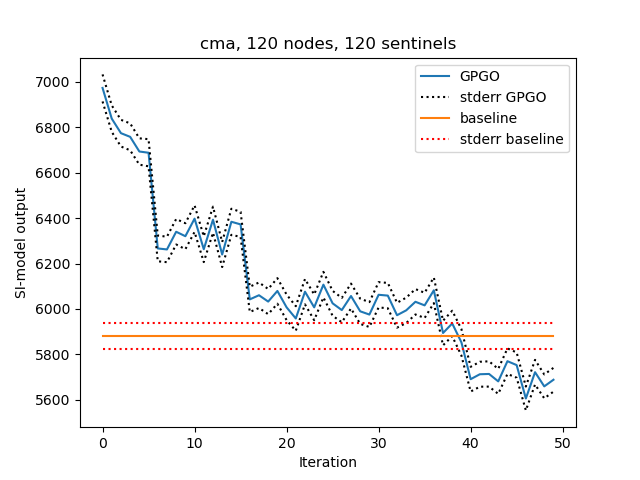 cma, 120 nodes, 120 sentinels
GPGO
stderr GPGO
baseline
stderr baseline
SI-model output
7000
6800
6600
6400
6200
6000
5800
5600
0 10 20 30 40 50
Iteration